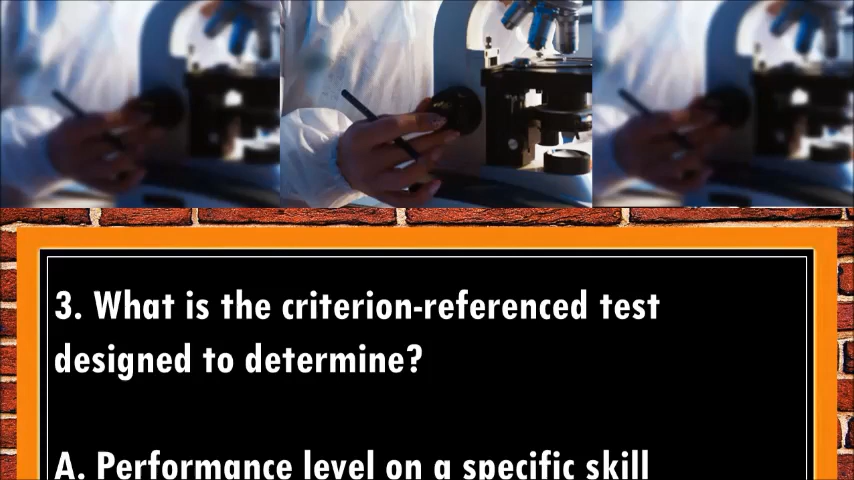 3. What is the criterion-referenced test
designed to determine?
A. Performance level on a specific skill